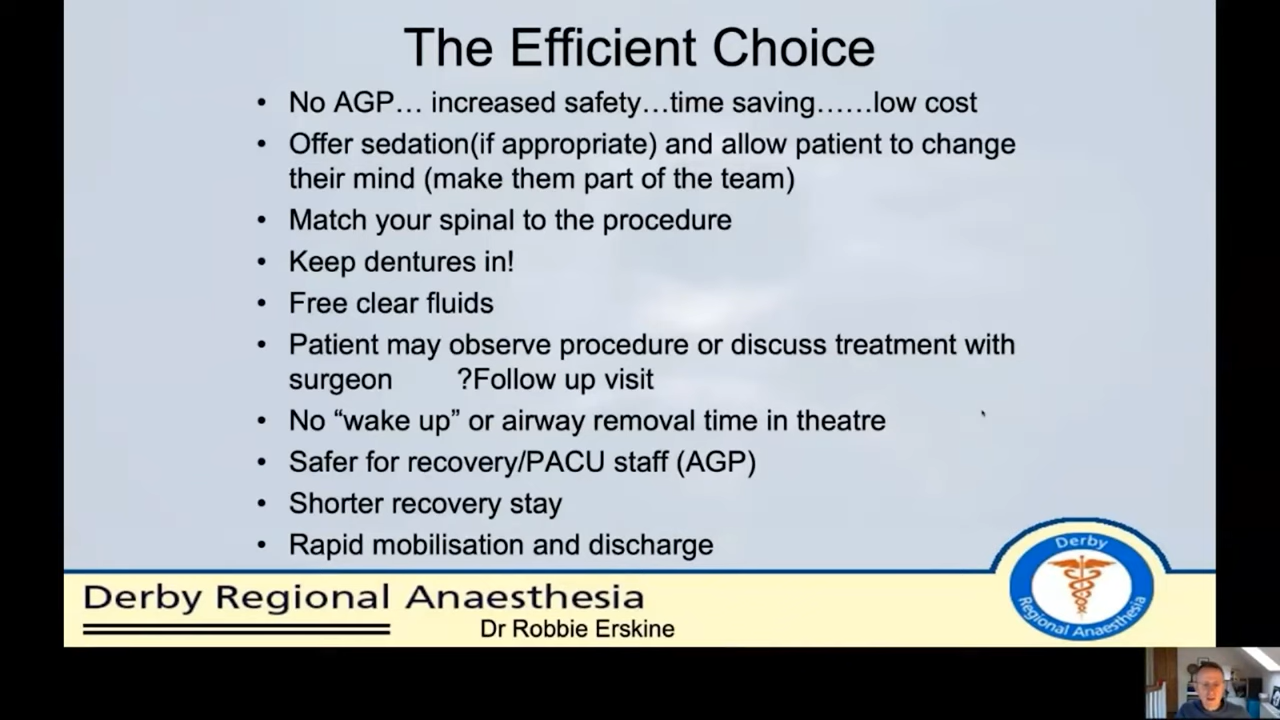 The Efficient Choice
• No AGP… increased safety…time saving……low cost
• Offer sedation(if appropriate) and allow patient to change
their mind (make them part of the team)
• Match your spinal to the procedure
• Keep dentures in!
• Free clear fluids
• Patient may observe procedure or discuss treatment with
surgeon ?Follow up visit
• No “wake up” or airway removal time in theatre
• Safer for recovery/PACU staff (AGP)
• Shorter recovery stay
• Rapid mobilisation and discharge
Derby Regional Anaesthesia
Dr Robbie Erskine
Derby
Regional Anaesthesia